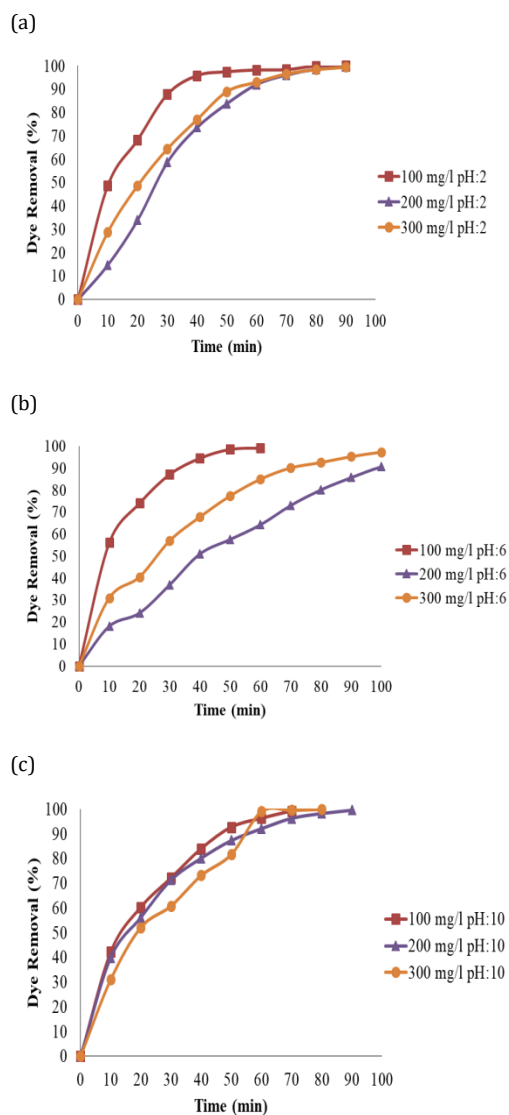 (a)
Dye Removal (%)
100
90
80
70
60
50
40
30
20
10
0
0 10 20 30 40 50 60 70 80 90 100
Time (min)
100 mg/l pH:2
200 mg/l pH:2
300 mg/l pH:2
(b)
Dye Removal (%)
100
90
80
70
60
50
40
30
20
10
0
0 10 20 30 40 50 60 70 80 90 100
Time (min)
100 mg/l pH:6
200 mg/l pH:6
300 mg/l pH:6
(c)
Dye Removal (%)
100
90
80
70
60
50
40
30
20
10
0
0 10 20 30 40 50 60 70 80 90 100
Time (min)
100 mg/l pH:10
200 mg/l pH:10
300 mg/l pH:10